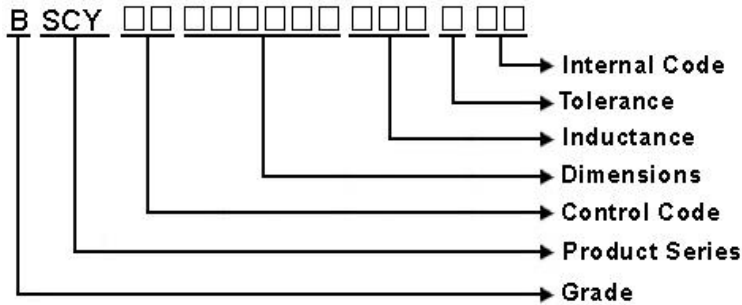 B SCY □□ □□□□□□ □□□ □ □□
Internal Code
Tolerance
Inductance
Dimensions
Control Code
Product Series
Grade